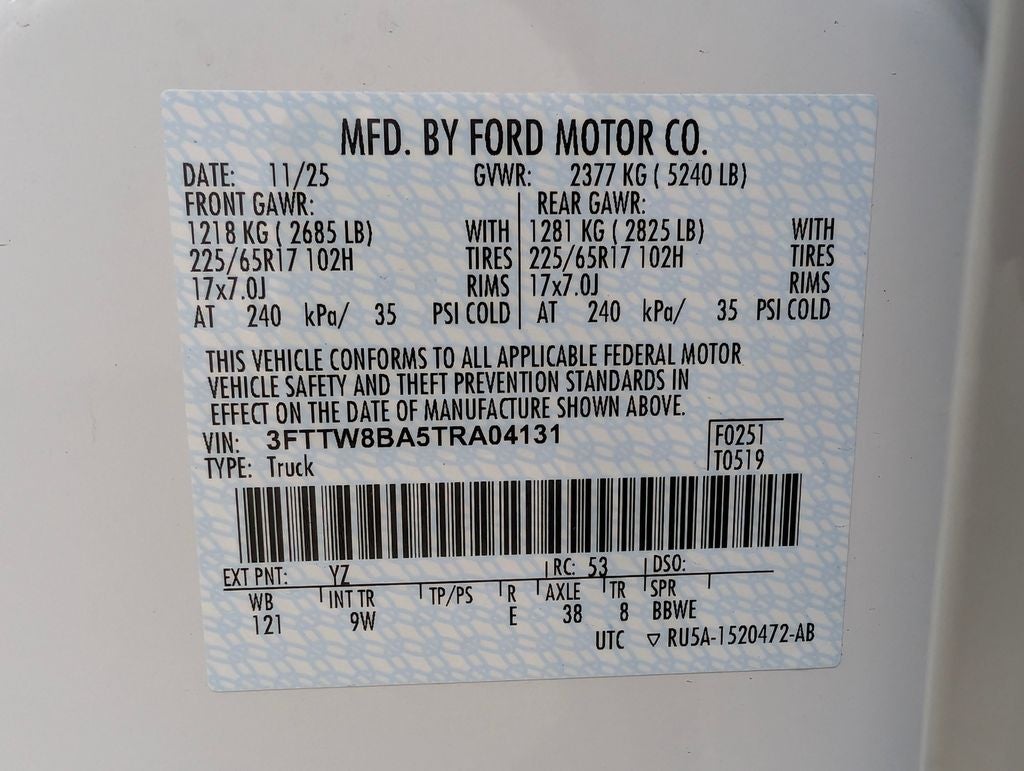 MFD. BY FORD MOTOR CO.
DATE: 11/25 GVWR: 2377 KG ( 5240 LB)
FRONT GAWR: REAR GAWR:
1218 KG ( 2685 LB) WITH 1281 KG ( 2825 LB) WITH
225/65R17 102H TIRES 225/65R17 102H TIRES
17x7.0J RIMS 17x7.0J RIMS
AT 240 kPa/ 35 PSI COLD AT 240 kPa/ 35 PSI COLD
THIS VEHICLE CONFORMS TO ALL APPLICABLE FEDERAL MOTOR
VEHICLE SAFETY AND THEFT PREVENTION STANDARDS IN
EFFECT ON THE DATE OF MANUFACTURE SHOWN ABOVE.
VIN: 3FTTW8BA5TRA04131 F0251
TYPE: Truck T0519
EXT PNT: YZ RC: 53 DSO:
WB INT TR TP/PS R AXLE TR SPR
121 9W E 38 8 BBWE
UTC ▽ RU5A-1520472-AB